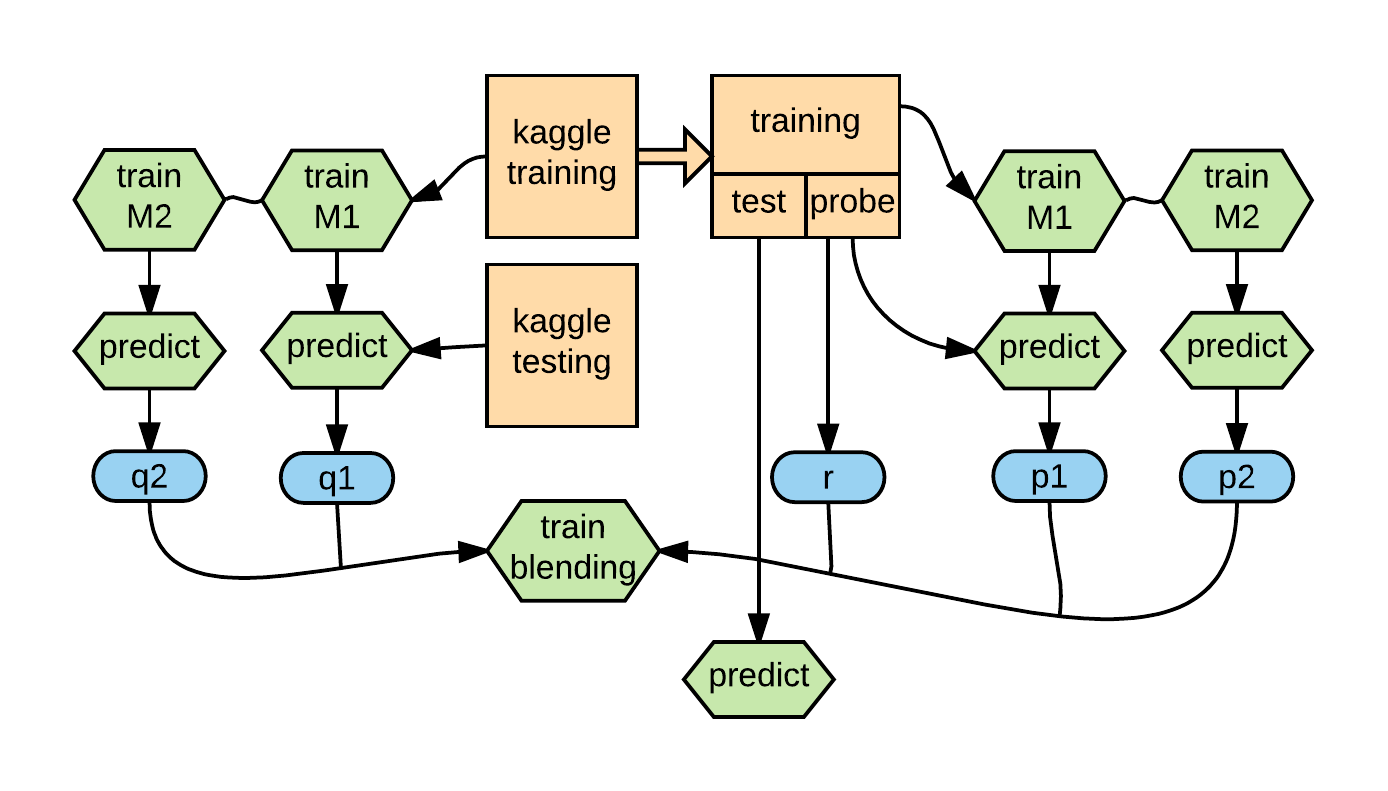 kaggle
training
training
test
probe
train
M2
train
M1
train
M1
train
M2
kaggle
testing
predict
predict
predict
predict
q2
q1
r
p1
p2
train
blending
predict